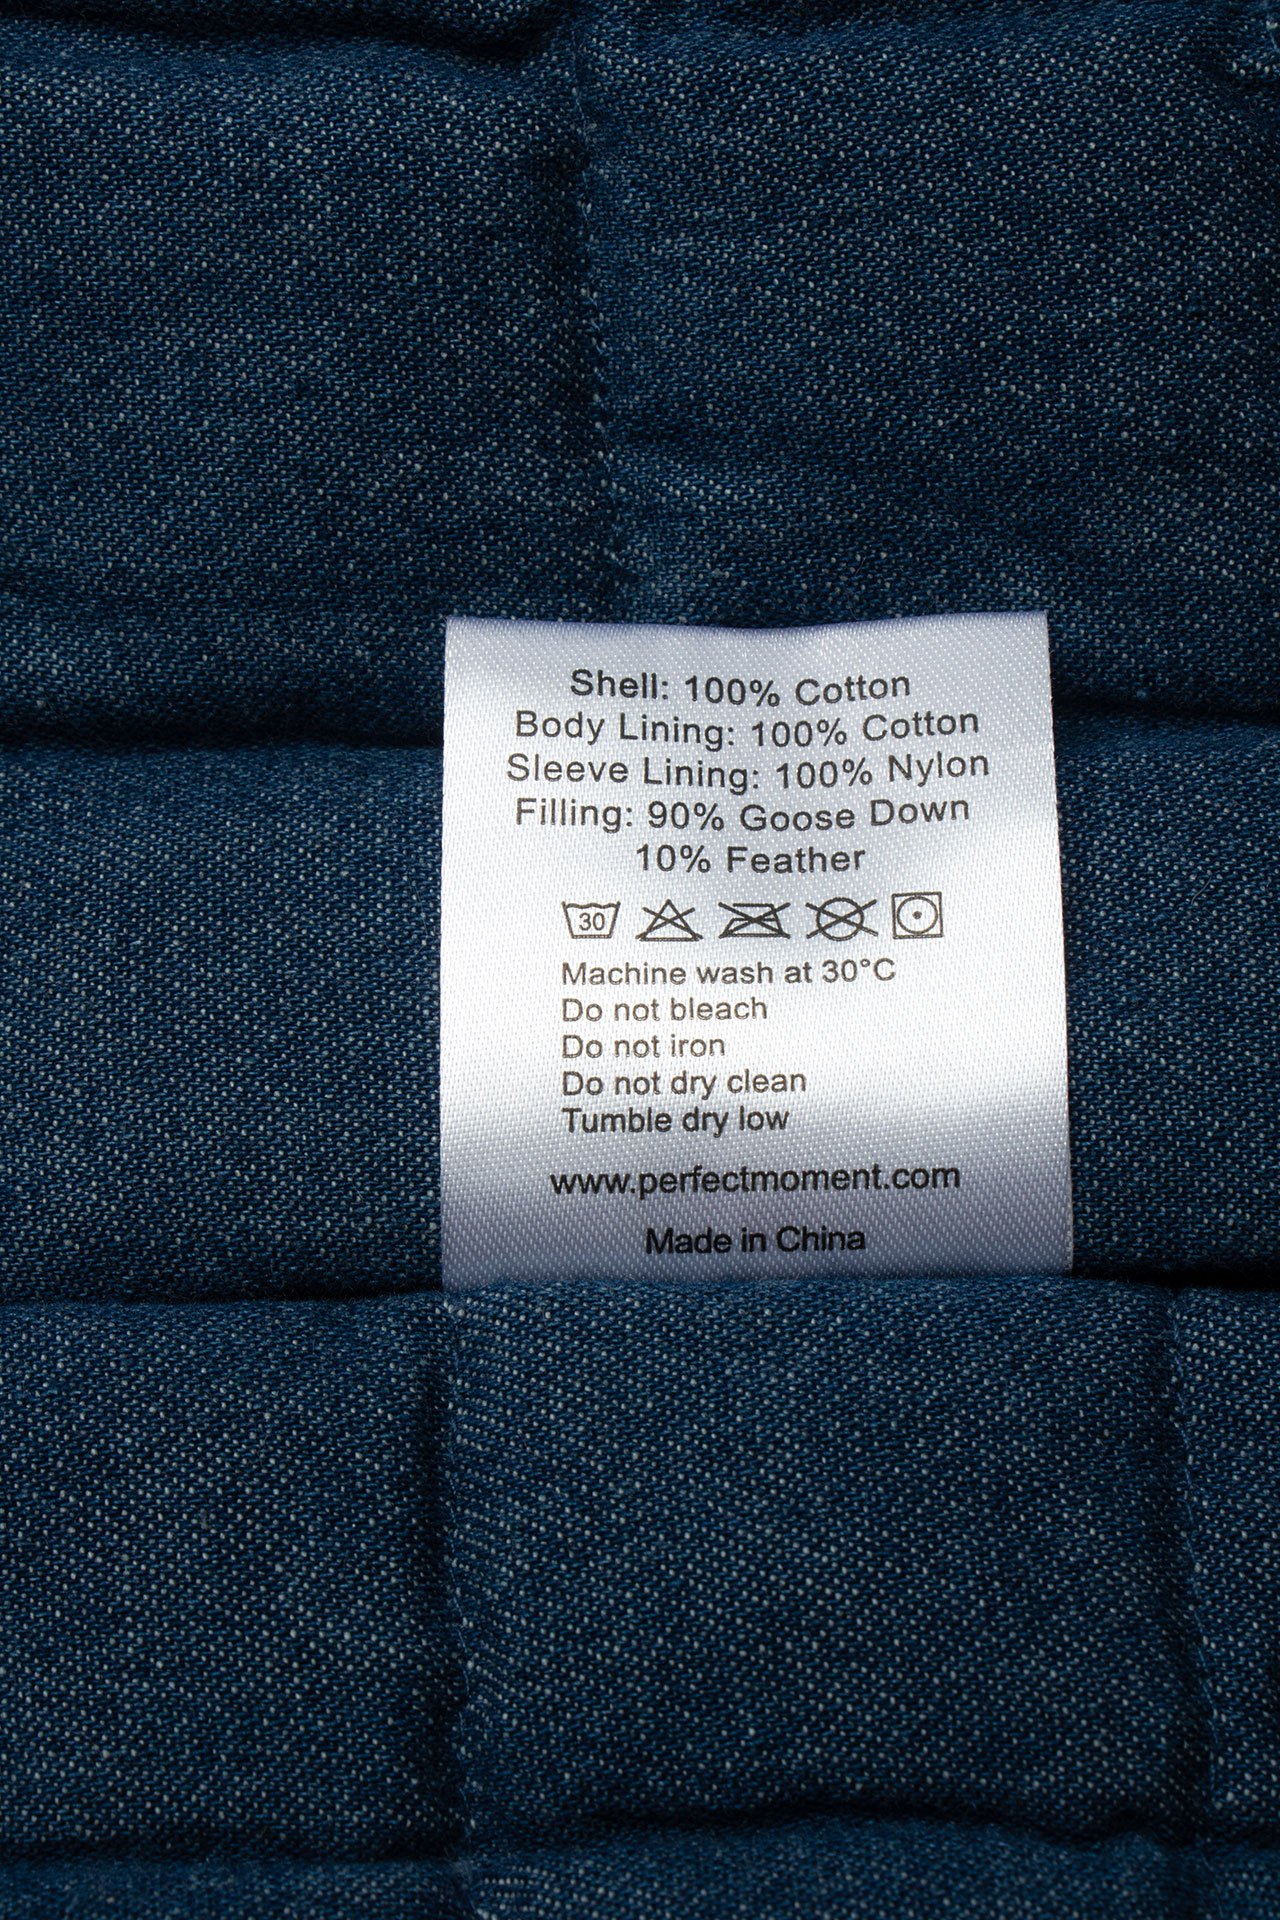 Shell: 100% Cotton
Body Lining: 100% Cotton
Sleeve Lining: 100% Nylon
Filling: 90% Goose Down
10% Feather
30
Machine wash at 30°C
Do not bleach
Do not iron
Do not dry clean
Tumble dry low
www.perfectmoment.com
Made in China